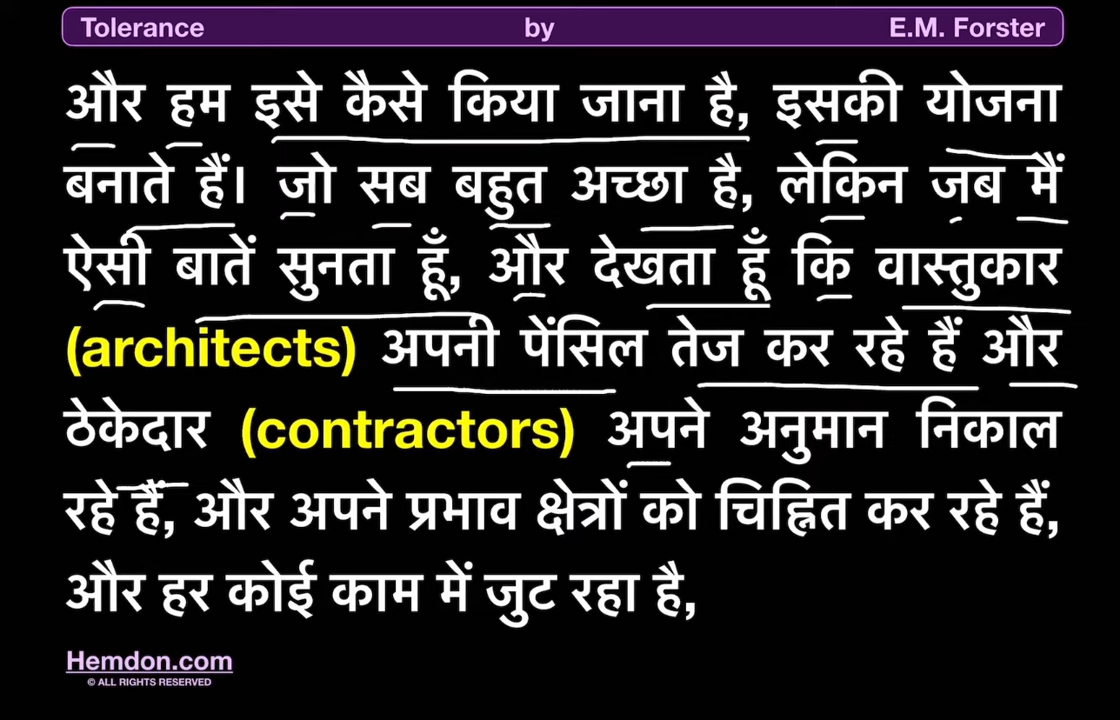 Tolerance by E.M. Forster
और हम इसे कैसे किया जाना है, इसकी योजना
बनाते हैं। जो सब बहुत अच्छा है, लेकिन जब मैं
ऐसी बातें सुनता हूँ, और देखता हूँ कि वास्तुकार
(architects) अपनी पेंसिल तेज कर रहे हैं और
ठेकेदार (contractors) अपने अनुमान निकाल
रहे हैं, और अपने प्रभाव क्षेत्रों को चिह्नित कर रहे हैं,
और हर कोई काम में जुट रहा है,
Hemdon.com
© ALL RIGHTS RESERVED